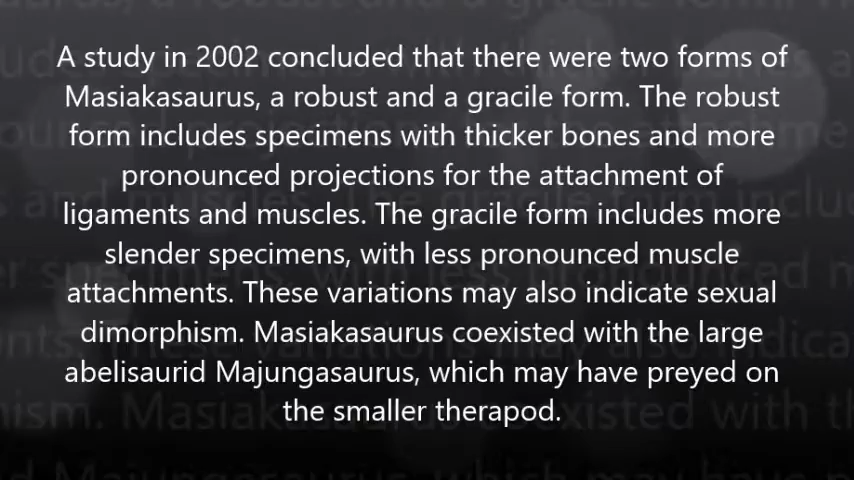 A study in 2002 concluded that there were two forms of
Masiakasaurus, a robust and a gracile form. The robust
form includes specimens with thicker bones and more
pronounced projections for the attachment of
ligaments and muscles. The gracile form includes more
slender specimens, with less pronounced muscle
attachments. These variations may also indicate sexual
dimorphism. Masiakasaurus coexisted with the large
abelisaurid Majungasaurus, which may have preyed on
the smaller therapod.